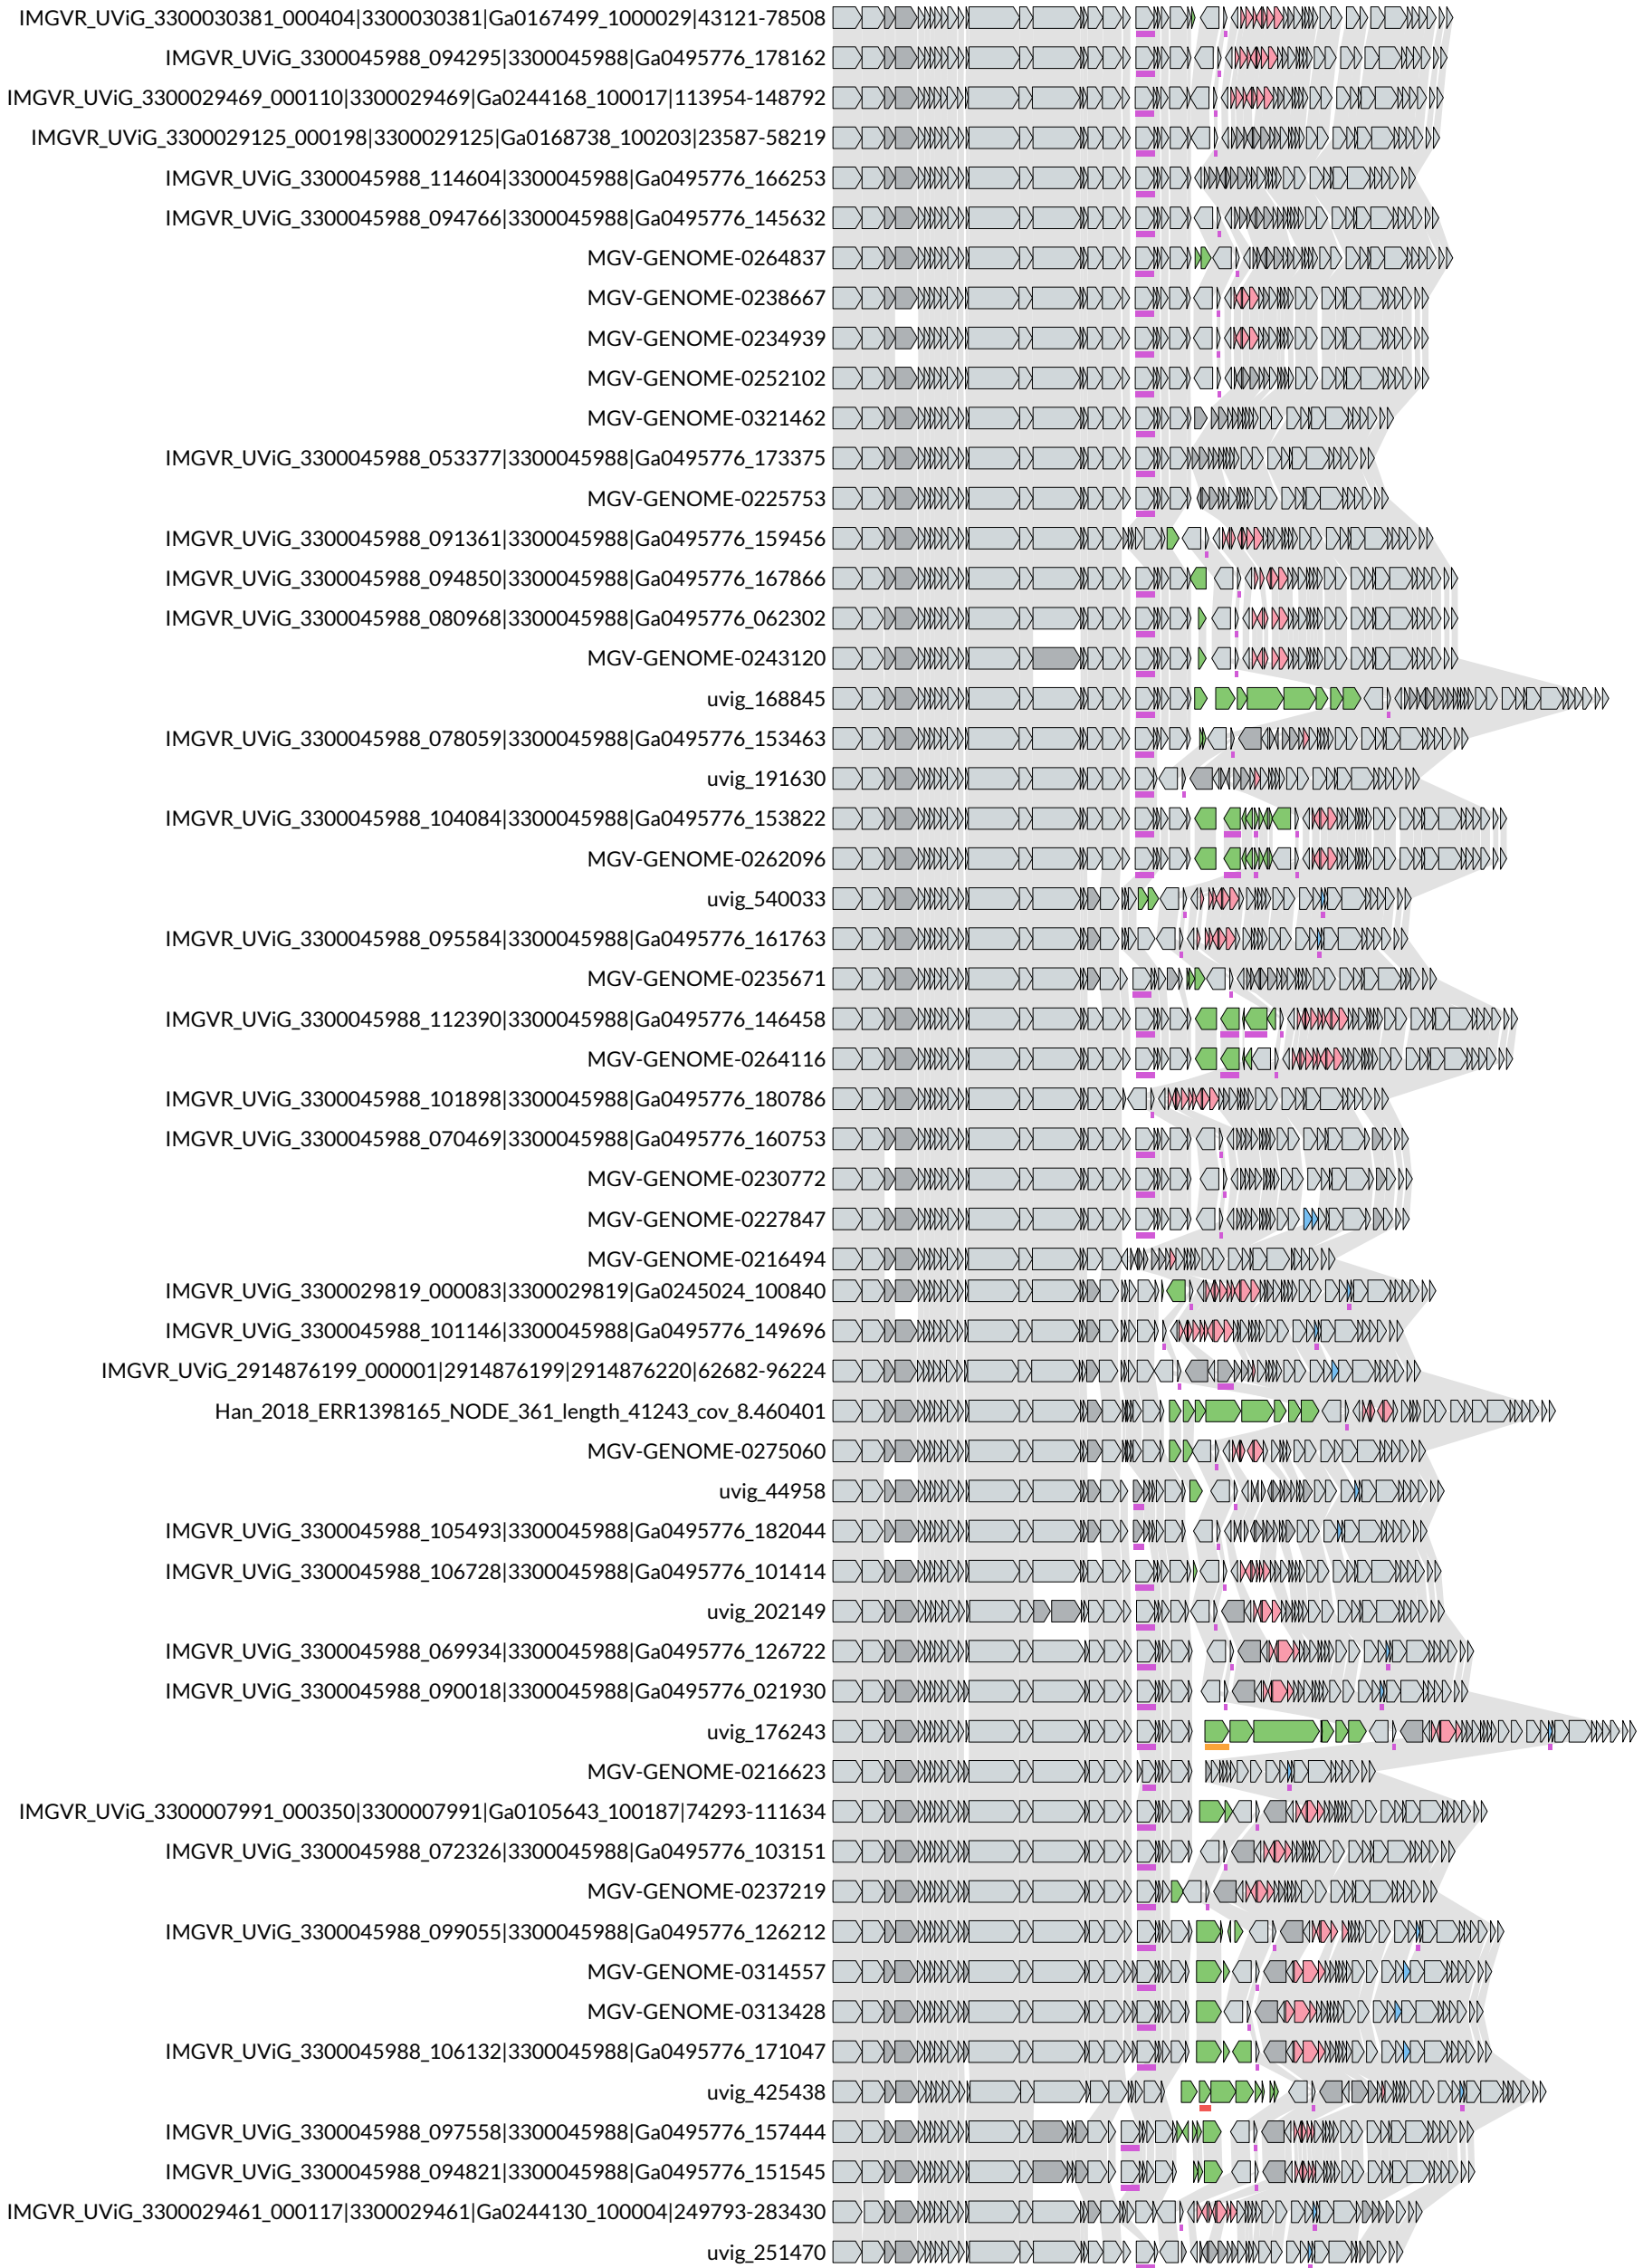 IMGVR_UViG_3300030381_000404|3300030381|Ga0167499_1000029|43121-78508
IMGVR_UViG_3300045988_094295|3300045988|Ga0495776_178162
IMGVR_UViG_3300029469_000110|3300029469|Ga0244168_100017|113954-148792
IMGVR_UViG_3300029125_000198|3300029125|Ga0168738_100203|23587-58219
IMGVR_UViG_3300045988_114604|3300045988|Ga0495776_166253
IMGVR_UViG_3300045988_094766|3300045988|Ga0495776_145632
MGV-GENOME-0264837
MGV-GENOME-0238667
MGV-GENOME-0234939
MGV-GENOME-0252102
MGV-GENOME-0321462
IMGVR_UViG_3300045988_053377|3300045988|Ga0495776_173375
MGV-GENOME-0225753
IMGVR_UViG_3300045988_091361|3300045988|Ga0495776_159456
IMGVR_UViG_3300045988_094850|3300045988|Ga0495776_167866
IMGVR_UViG_3300045988_080968|3300045988|Ga0495776_062302
MGV-GENOME-0243120
uvig_168845
IMGVR_UViG_3300045988_078059|3300045988|Ga0495776_153463
uvig_191630
IMGVR_UViG_3300045988_104084|3300045988|Ga0495776_153822
MGV-GENOME-0262096
uvig_540033
IMGVR_UViG_3300045988_095584|3300045988|Ga0495776_161763
MGV-GENOME-0235671
IMGVR_UViG_3300045988_112390|3300045988|Ga0495776_146458
MGV-GENOME-0264116
IMGVR_UViG_3300045988_101898|3300045988|Ga0495776_180786
IMGVR_UViG_3300045988_070469|3300045988|Ga0495776_160753
MGV-GENOME-0230772
MGV-GENOME-0227847
MGV-GENOME-0216494
IMGVR_UViG_3300029819_000083|3300029819|Ga0245024_100840
IMGVR_UViG_3300045988_101146|3300045988|Ga0495776_149696
IMGVR_UViG_2914876199_000001|2914876199|2914876220|62682-96224
Han_2018_ERR1398165_NODE_361_length_41243_cov_8.460401
MGV-GENOME-0275060
uvig_44958
IMGVR_UViG_3300045988_105493|3300045988|Ga0495776_182044
IMGVR_UViG_3300045988_106728|3300045988|Ga0495776_101414
uvig_202149
IMGVR_UViG_3300045988_069934|3300045988|Ga0495776_126722
IMGVR_UViG_3300045988_090018|3300045988|Ga0495776_021930
uvig_176243
MGV-GENOME-0216623
IMGVR_UViG_3300007991_000350|3300007991|Ga0105643_100187|74293-111634
IMGVR_UViG_3300045988_072326|3300045988|Ga0495776_103151
MGV-GENOME-0237219
IMGVR_UViG_3300045988_099055|3300045988|Ga0495776_126212
MGV-GENOME-0314557
MGV-GENOME-0313428
IMGVR_UViG_3300045988_106132|3300045988|Ga0495776_171047
uvig_425438
IMGVR_UViG_3300045988_097558|3300045988|Ga0495776_157444
IMGVR_UViG_3300045988_094821|3300045988|Ga0495776_151545
IMGVR_UViG_3300029461_000117|3300029461|Ga0244130_100004|249793-283430
uvig_251470